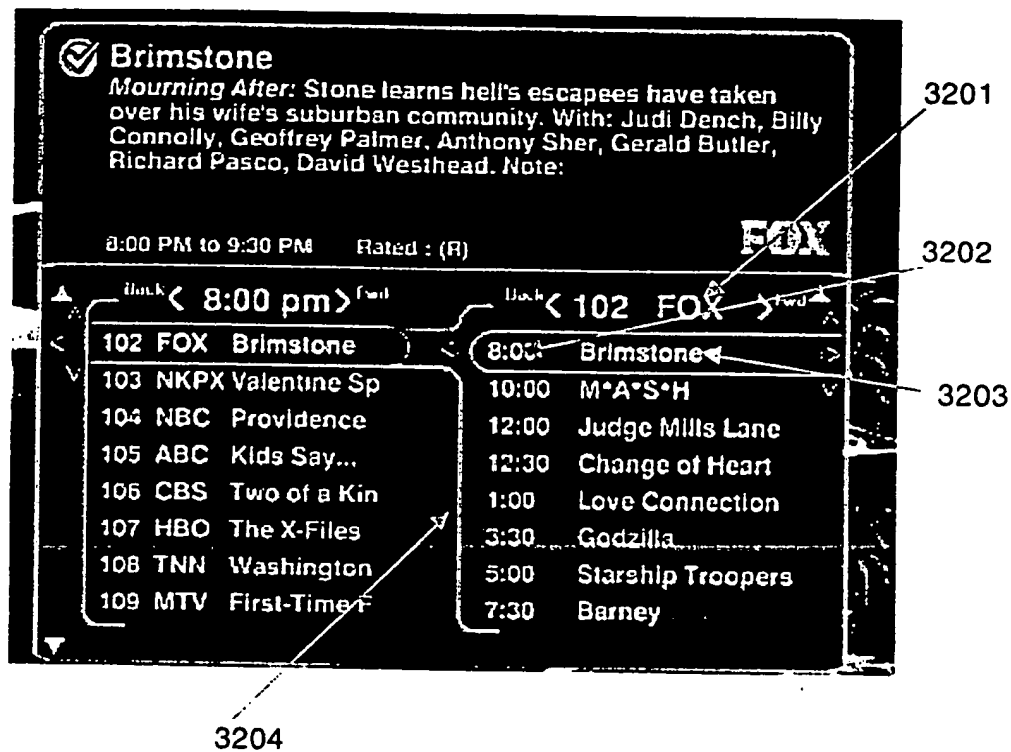 Brimstone
Mourning After: Stone learns hell's escapees have taken
over his wife's suburban community. With: Judi Dench, Billy
Connolly, Geoffrey Palmer, Anthony Sher, Gerald Butler,
Richard Pasco, David Westhead. Note:
8:00 PM to 9:30 PM Rated : (R)
FOX
Back < 8:00 pm > Fwd
102 FOX Brimstone
103 NKPX Valentine Sp
104 NBC Providence
105 ABC Kids Say...
106 CBS Two of a Kin
107 HBO The X-Files
108 TNN Washington
109 MTV First-Time F
Back < 102 FOX > Fwd
8:00 Brimstone
10:00 M*A*S*H
12:00 Judge Mills Lane
12:30 Change of Heart
1:00 Love Connection
3:30 Godzilla
5:00 Starship Troopers
7:30 Barney
3201
3202
3203
3204